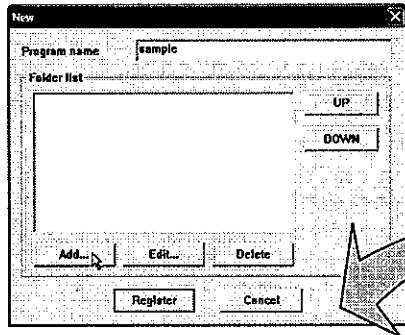 New
Program name sample
Folder list
UP
DOWN
Add... Edit... Delete
Register Cancel